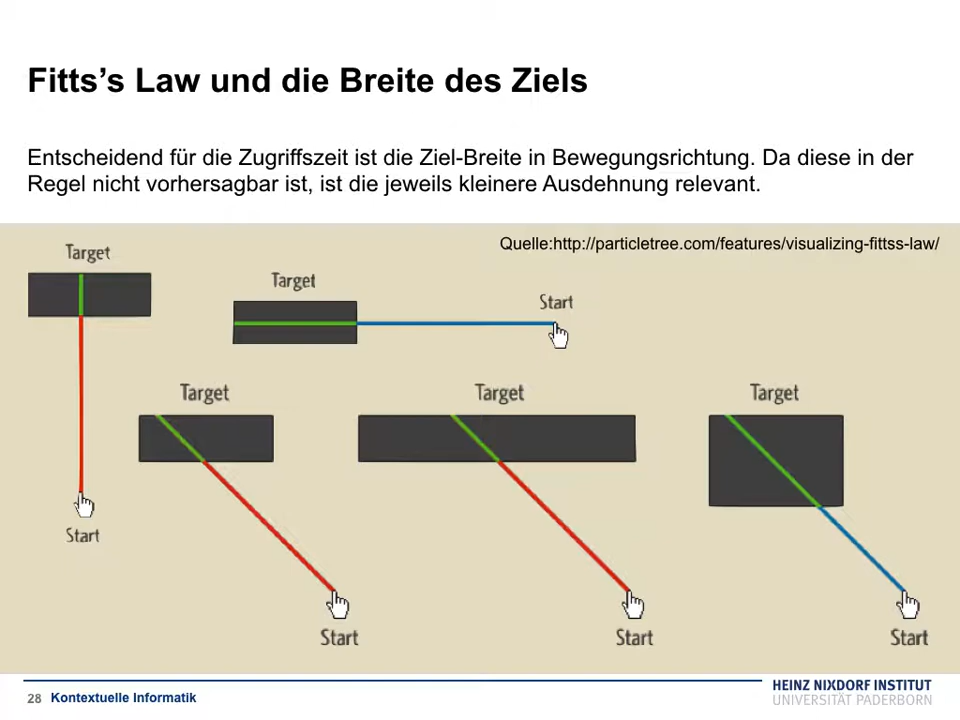 Fitts’s Law und die Breite des Ziels
Entscheidend für die Zugriffszeit ist die Ziel-Breite in Bewegungsrichtung. Da diese in der
Regel nicht vorhersagbar ist, ist die jeweils kleinere Ausdehnung relevant.
Quelle:http://particletree.com/features/visualizing-fittss-law/
Target
Target
Start
Target
Target
Target
Start
Start
Start
Start
28 Kontextuelle Informatik
HEINZ NIXDORF INSTITUT
UNIVERSITÄT PADERBORN